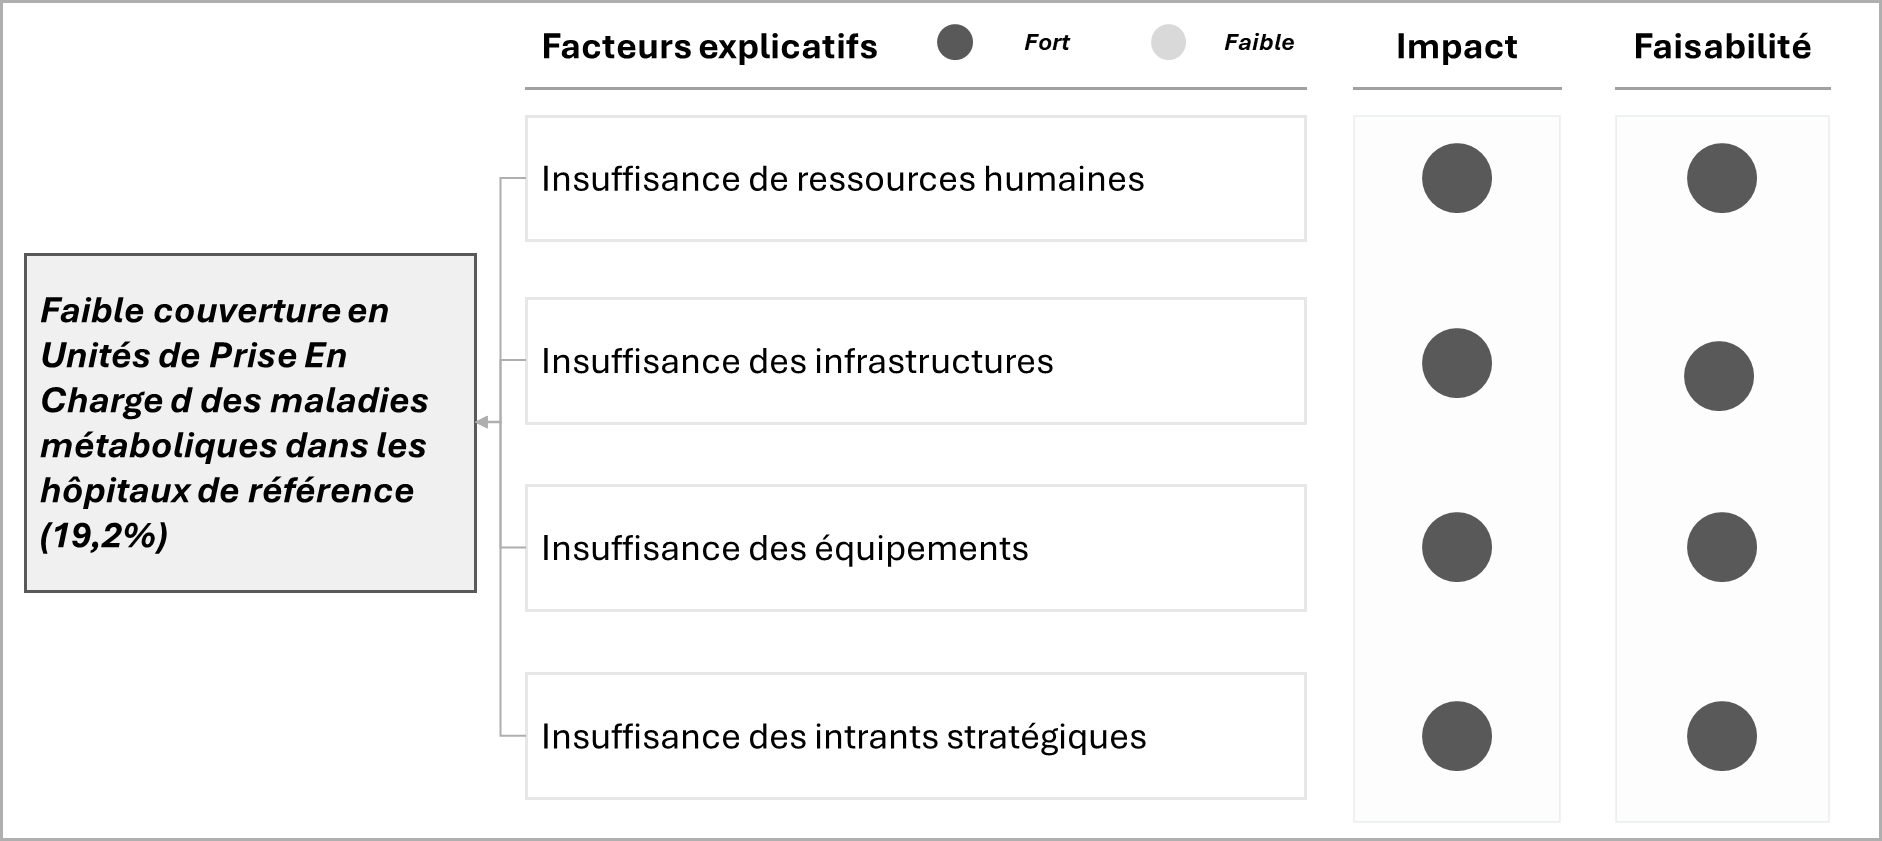 Facteurs explicatifs
Fort
Faible
Impact
Faisabilité
Faible couverture en
Unités de Prise En
Charge d des maladies
métaboliques dans les
hôpitaux de référence
(19,2%)
Insuffisance de ressources humaines
Insuffisance des infrastructures
Insuffisance des équipements
Insuffisance des intrants stratégiques